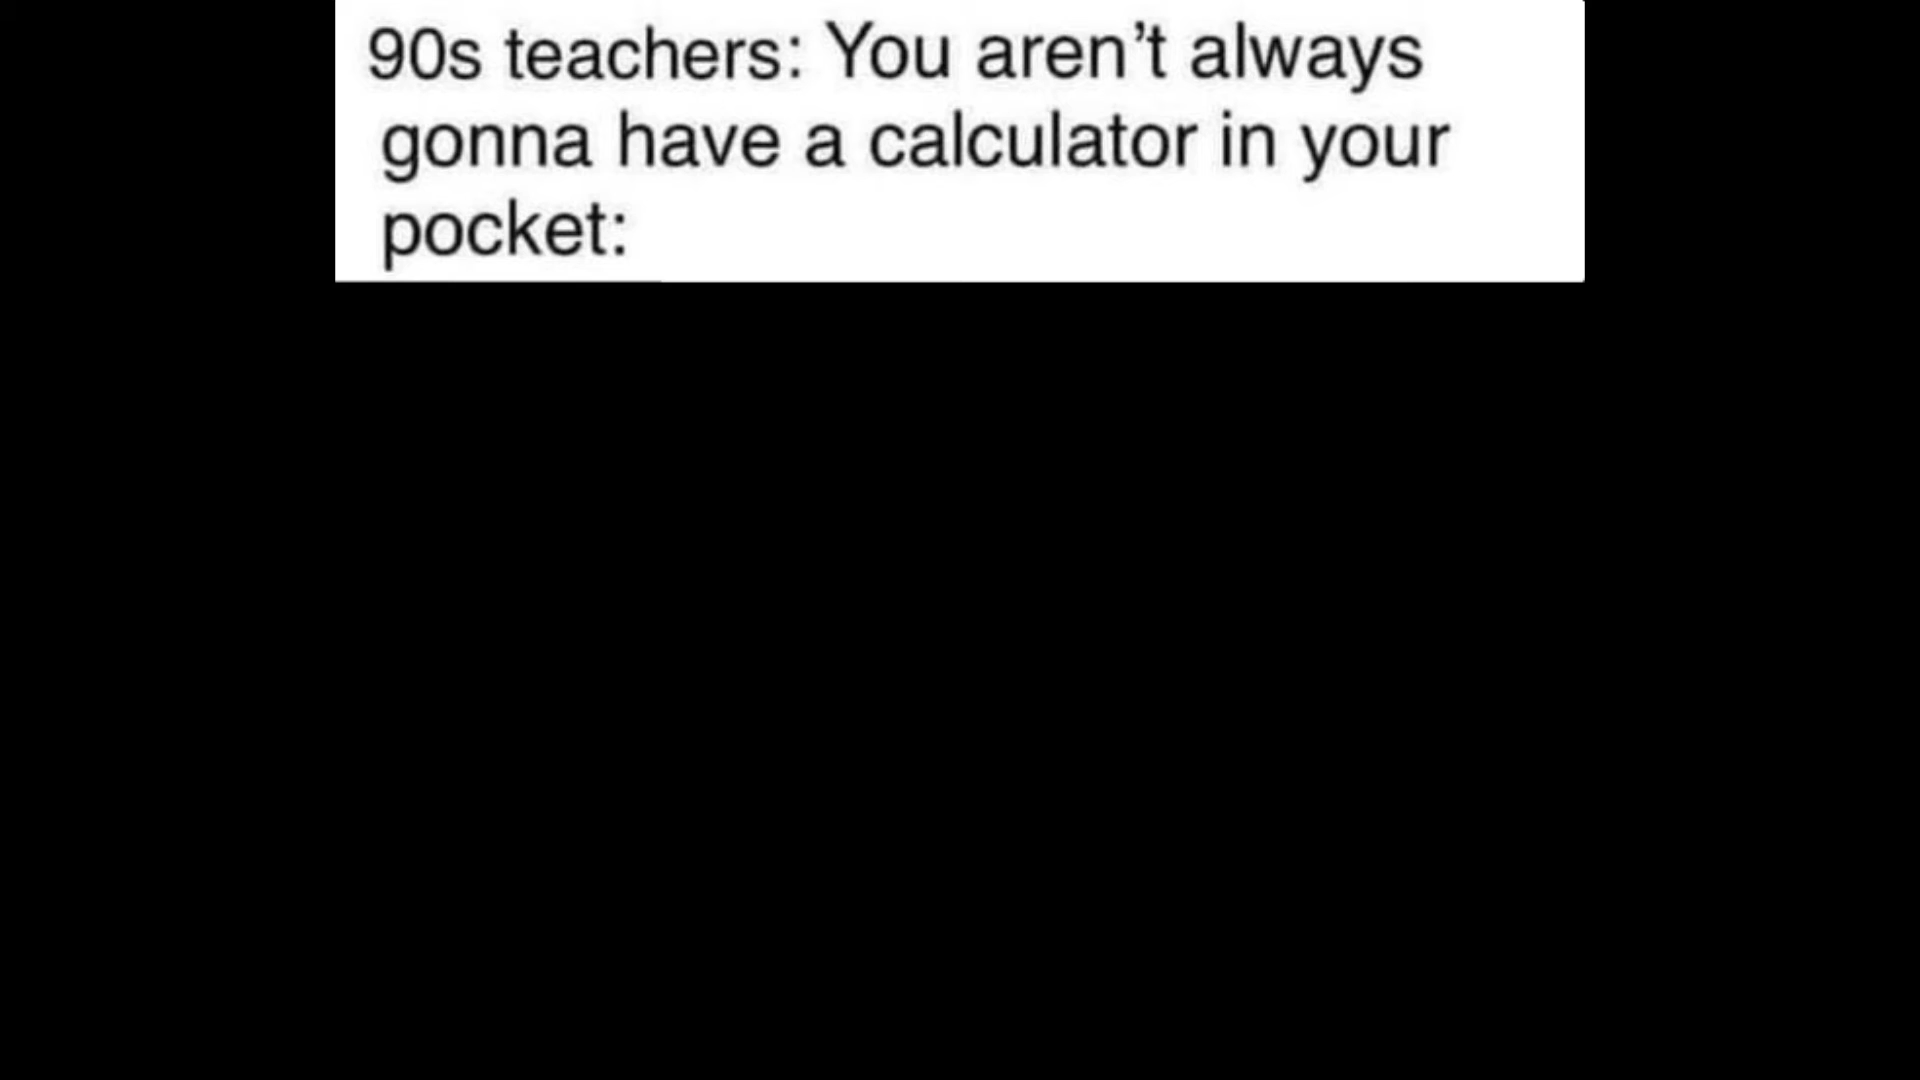 90s teachers: You aren’t always
gonna have a calculator in your
pocket: